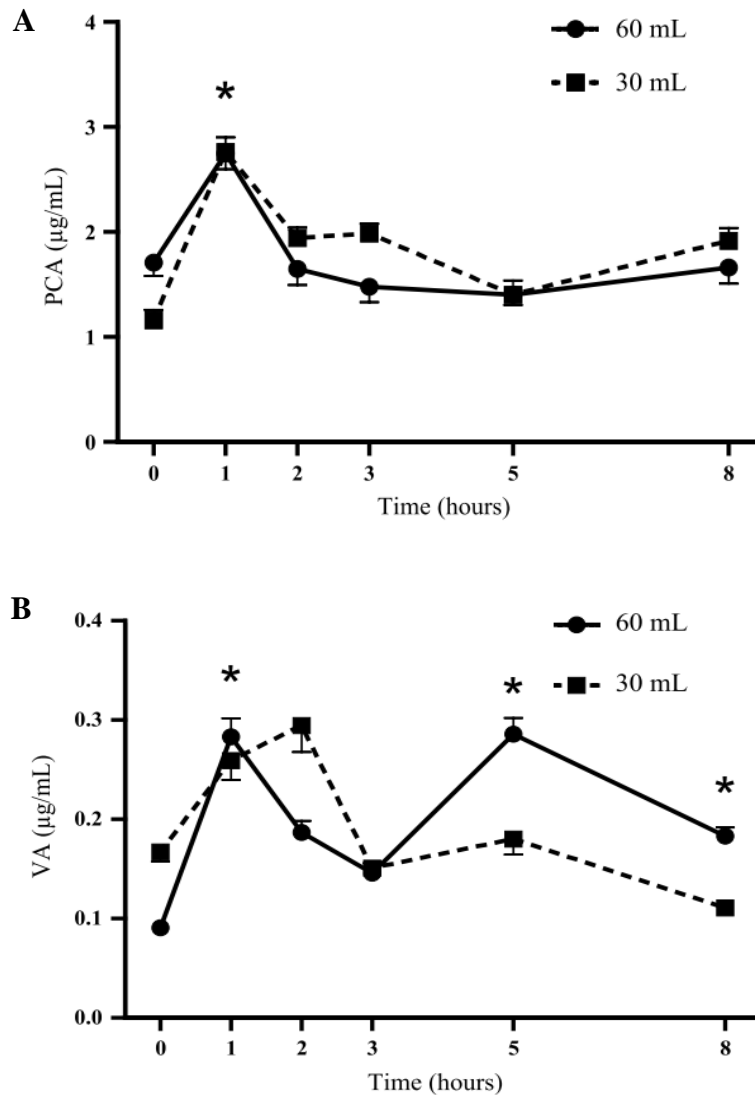 A
4
60 mL
30 mL
*
3
2
1
0
PCA (µg/mL)
0 1 2 3 5 8
Time (hours)
B
0.4
60 mL
30 mL
* * *
0.3
0.2
0.1
0.0
VA (µg/mL)
0 1 2 3 5 8
Time (hours)